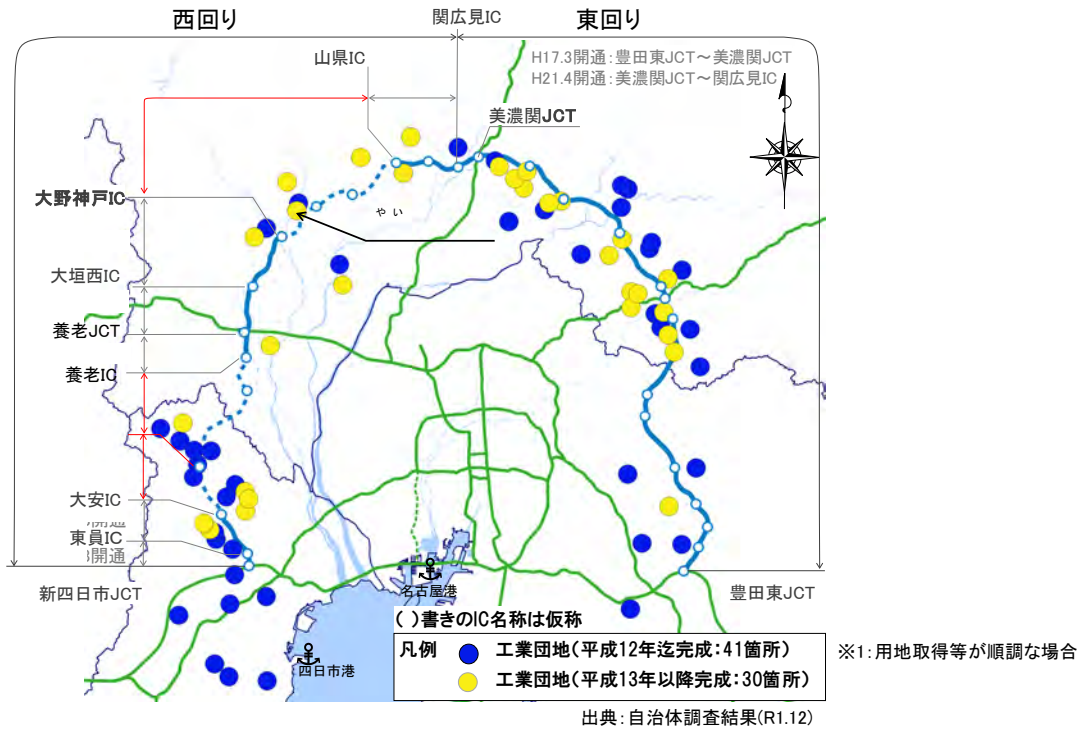 西回り
関広見IC
東回り
山県IC
H17.3開通:豊田東JCT~美濃関JCT
H21.4開通:美濃関JCT~関広見IC
美濃関JCT
大野神戸IC
やい
大垣西IC
養老JCT
養老IC
大安IC
開通
東員IC
開通
新四日市JCT
豊田東JCT
名古屋港
四日市港
( )書きのIC名称は仮称
凡例
工業団地(平成12年迄完成:41箇所)
工業団地(平成13年以降完成:30箇所)
※1:用地取得等が順調な場合
出典:自治体調査結果(R1.12)